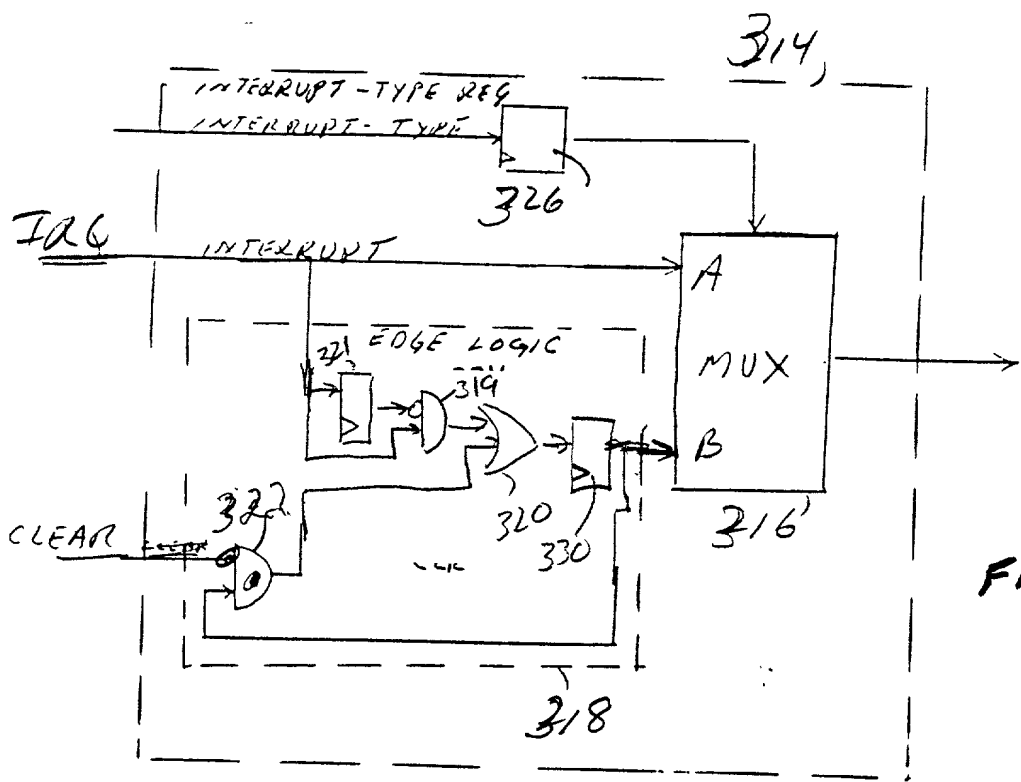 314
INTERRUPT-TYPE REG
INTERRUPT-TYPE
326
IRQ
INTERRUPT
A
EDGE LOGIC
321
319
MUX
B
322
320
330
316
CLEAR
318